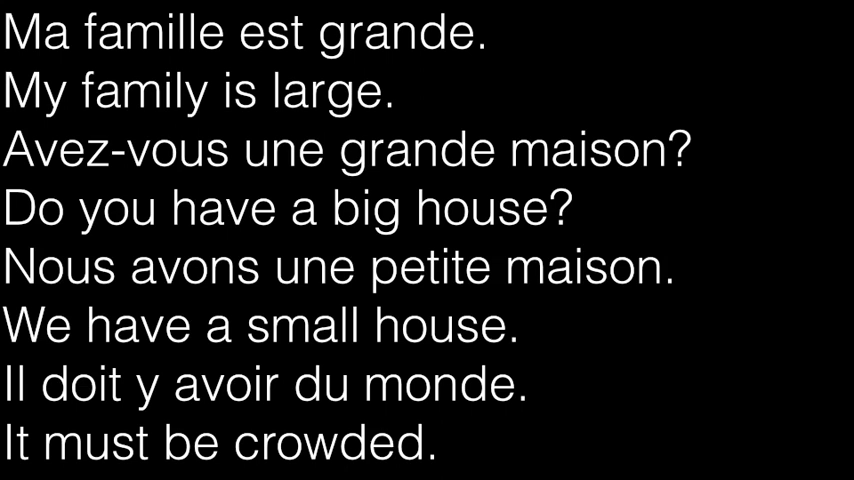 Ma famille est grande.
My family is large.
Avez-vous une grande maison?
Do you have a big house?
Nous avons une petite maison.
We have a small house.
Il doit y avoir du monde.
It must be crowded.